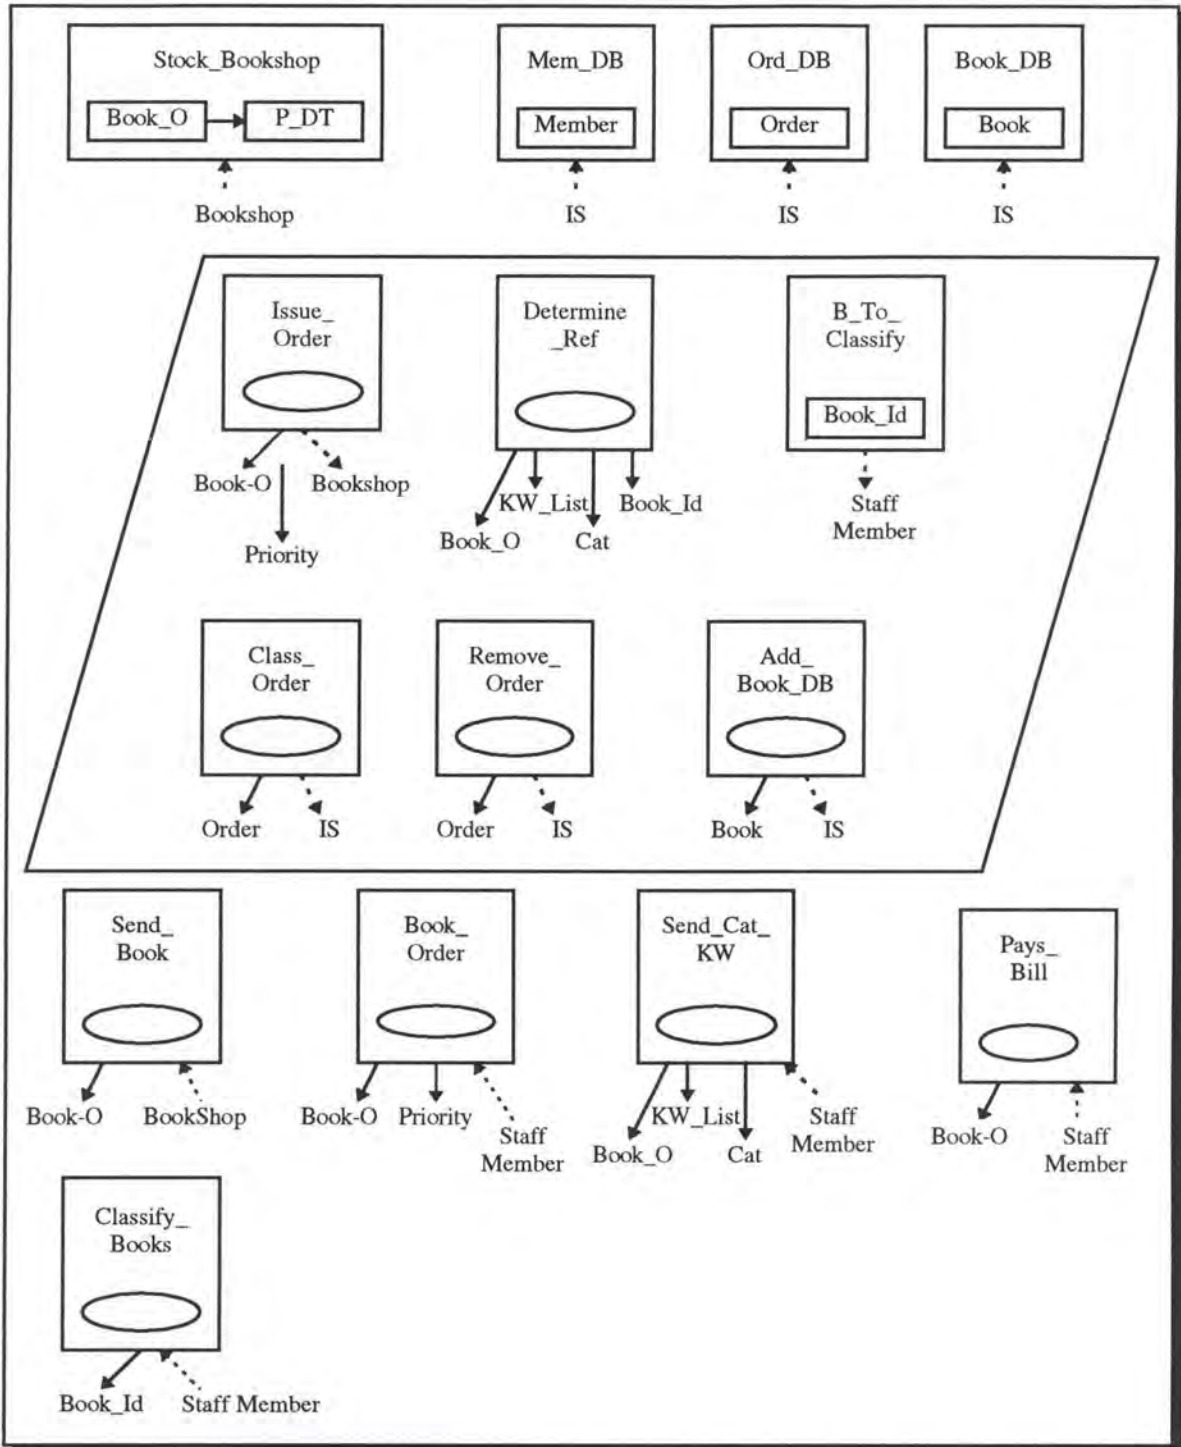 Stock_Bookshop
Book_O
P_DT
Bookshop
Mem_DB
Member
IS
Ord_DB
Order
IS
Book_DB
Book
IS
Issue_
Order
Book-O
Bookshop
Priority
Determine
_Ref
KW_List
Book_Id
Book_O
Cat
B_To_
Classify
Book_Id
Staff
Member
Class_
Order
Order
IS
Remove_
Order
Order
IS
Add_
Book_DB
Book
IS
Send_
Book
Book-O
BookShop
Book_
Order
Book-O
Priority
Staff
Member
Send_Cat_
KW
KW_List
Staff
Member
Book_O
Cat
Pays_
Bill
Book-O
Staff
Member
Classify_
Books
Book_Id
Staff Member